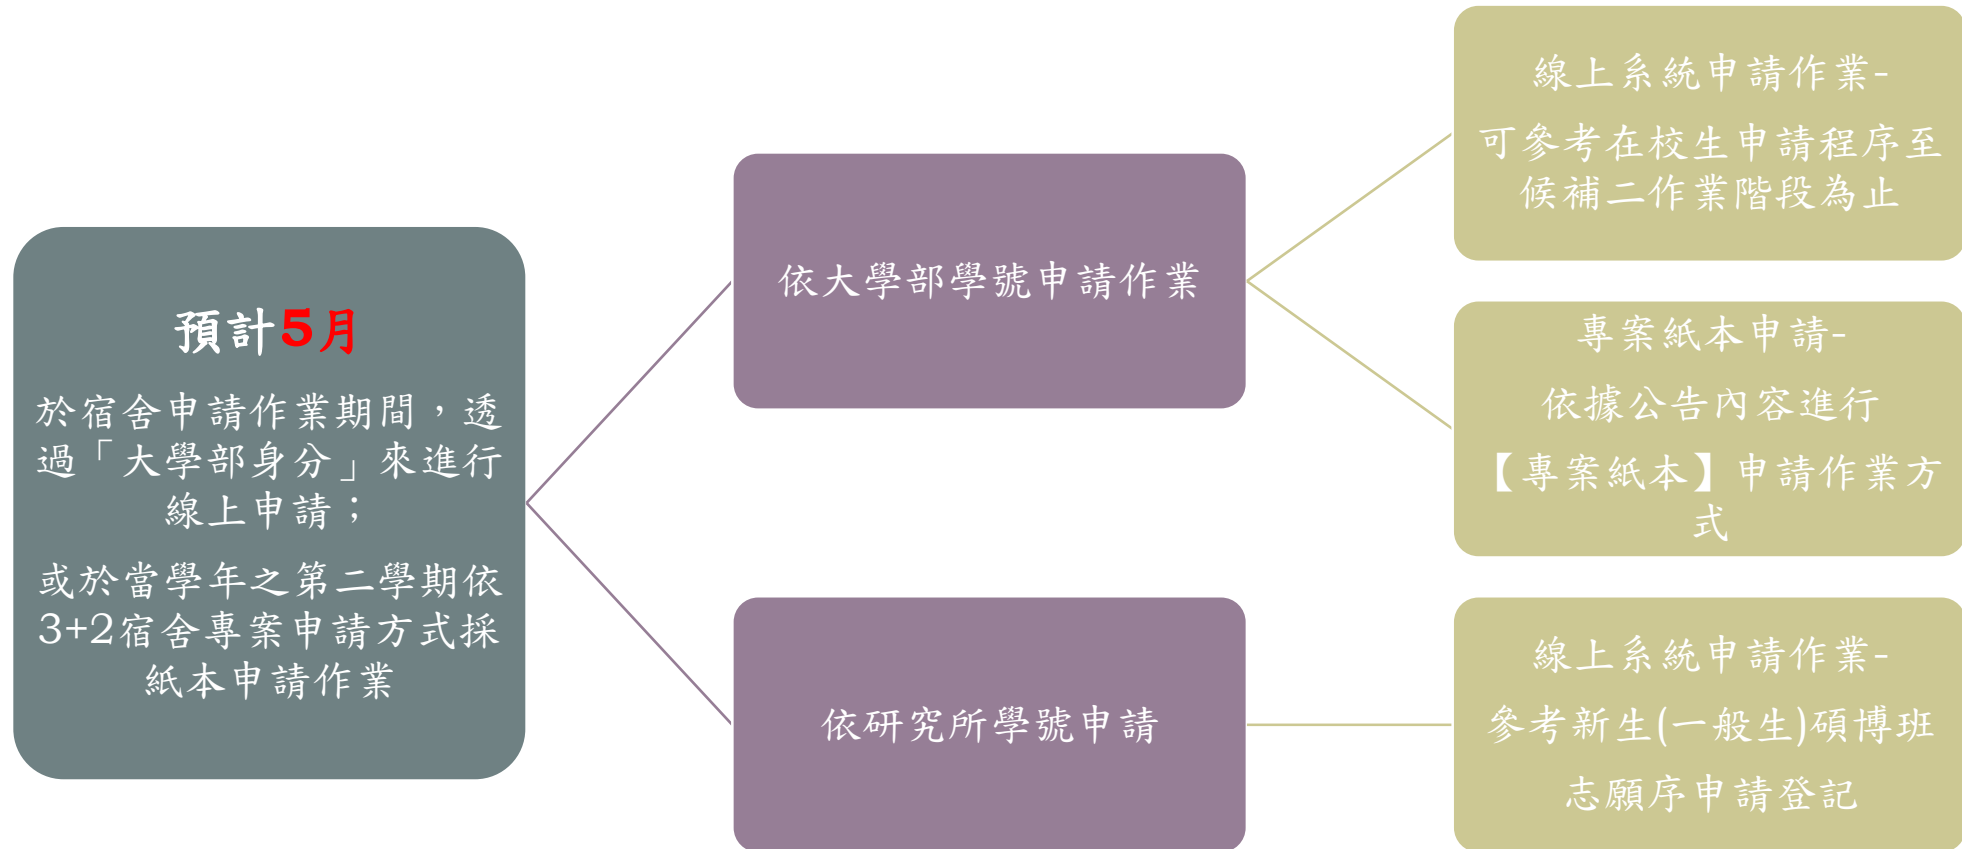 預計5月
於宿舍申請作業期間，透
過「大學部身分」來進行
線上申請；
或於當學年之第二學期依
3+2宿舍專案申請方式採
紙本申請作業
依大學部學號申請作業
線上系統申請作業-
可參考在校生申請程序至
候補二作業階段為止
專案紙本申請-
依據公告內容進行
【專案紙本】申請作業方
式
依研究所學號申請
線上系統申請作業-
參考新生(一般生)碩博班
志願序申請登記